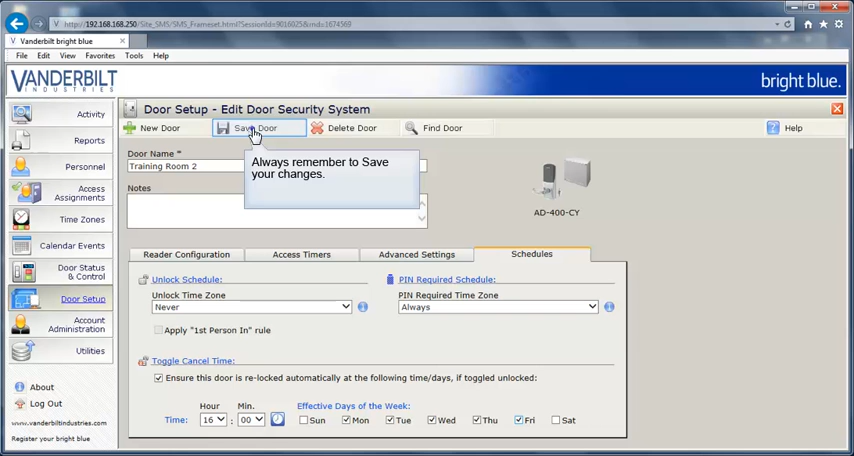 http://192.168.168.250/Site_SMS/SMS_Frameset.html?SessionId=9016025&rnd=1674569
Vanderbilt bright blue
File Edit View Favorites Tools Help
VANDERBILT
INDUSTRIES
bright blue.
Activity
Reports
Personnel
Access
Assignments
Time Zones
Calendar Events
Door Status
& Control
Door Setup
Account
Administration
Utilities
About
Log Out
www.vanderbiltindustries.com
Register your bright blue
Door Setup - Edit Door Security System
New Door Save Door Delete Door Find Door Help
Always remember to Save
your changes.
Door Name *
Training Room 2
Notes
AD-400-CY
Reader Configuration Access Timers Advanced Settings Schedules
Unlock Schedule: PIN Required Schedule:
Unlock Time Zone PIN Required Time Zone
Never Always
Apply "1st Person In" rule
Toggle Cancel Time:
Ensure this door is re-locked automatically at the following time/days, if toggled unlocked:
Hour Min. Effective Days of the Week:
Time: 16 : 00 Sun Mon Tue Wed Thu Fri Sat